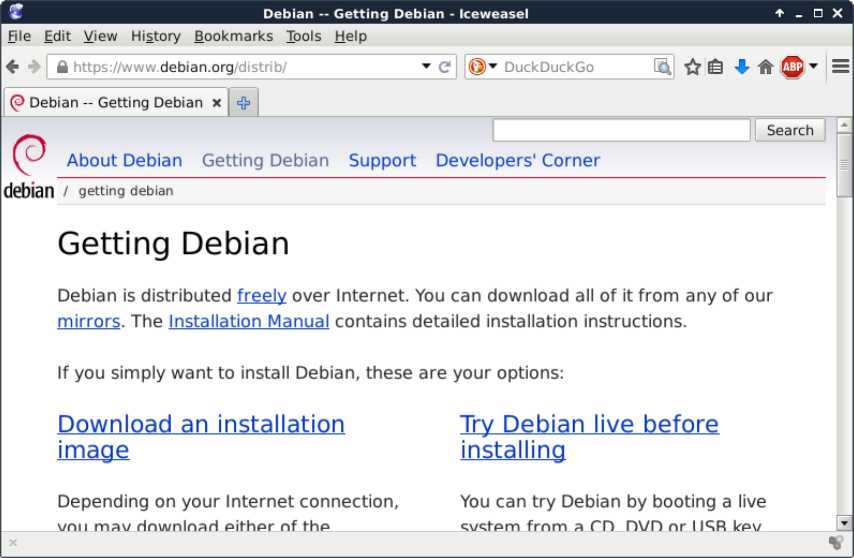 Debian -- Getting Debian - Iceweasel
File Edit View History Bookmarks Tools Help
https://www.debian.org/distrib/
DuckDuckGo
ABP
Debian -- Getting Debian
Search
About Debian Getting Debian Support Developers' Corner
debian
/ getting debian
Getting Debian
Debian is distributed freely over Internet. You can download all of it from any of our
mirrors. The Installation Manual contains detailed installation instructions.
If you simply want to install Debian, these are your options:
Download an installation
image
Depending on your Internet connection,
you may download either of the
Try Debian live before
installing
You can try Debian by booting a live
system from a CD, DVD or USB key